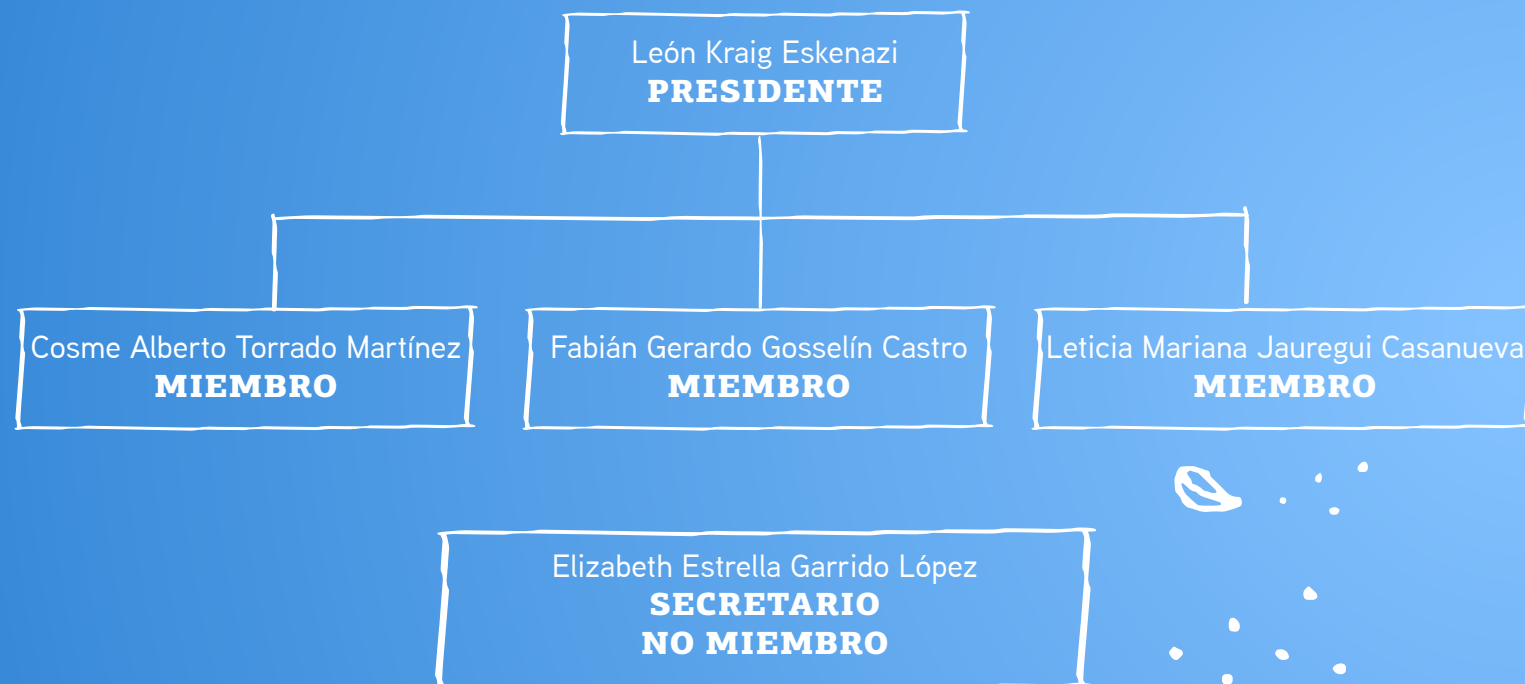 León Kraig Eskenazi
PRESIDENTE
Cosme Alberto Torrado Martínez
MIEMBRO
Fabián Gerardo Gosselín Castro
MIEMBRO
Leticia Mariana Jauregui Casanueva
MIEMBRO
Elizabeth Estrella Garrido López
SECRETARIO
NO MIEMBRO